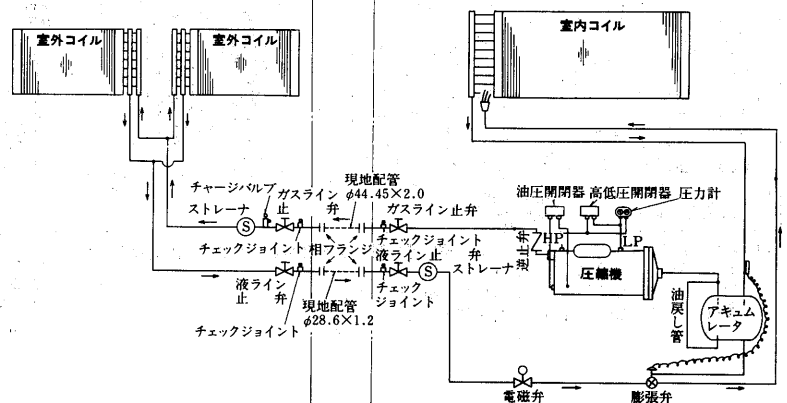 室外コイル
室外コイル
室内コイル
チャージバルブ
ストレーナ
ガスライン
止 弁
現地配管
φ44.45×2.0
ガスライン止弁
S
チェックジョイント
相フランジ
チェックジョイント
液ライン止 弁
ストレーナ
S
液ライン
止 弁
チェックジョイント
現地配管
φ28.6×1.2
チェック
ジョイント
油圧開閉器
高低圧開閉器
圧力計
逆止弁
HP
LP
圧縮機
油戻し管
アキュム
レータ
電磁弁
膨張弁